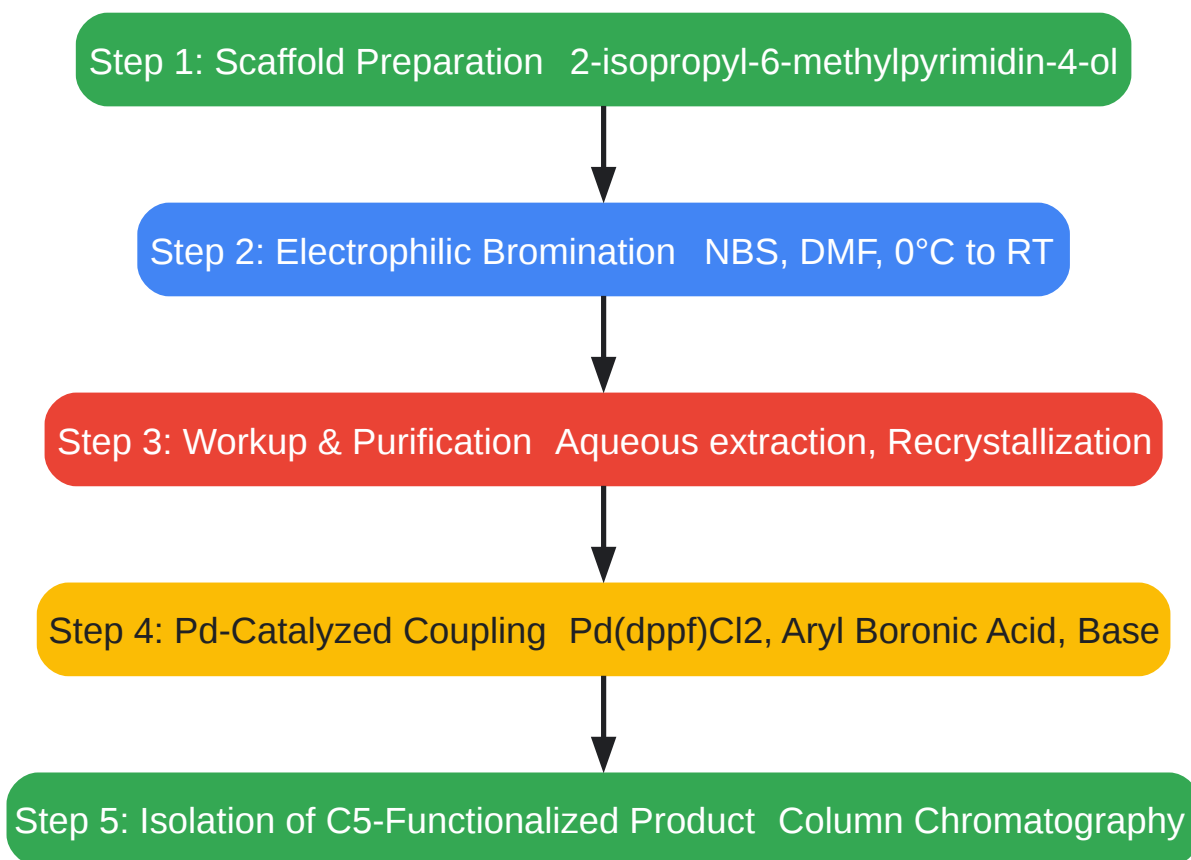 Step 1: Scaffold Preparation 2-isopropyl-6-methylpyrimidin-4-ol
Step 2: Electrophilic Bromination NBS, DMF, 0°C to RT
Step 3: Workup & Purification Aqueous extraction, Recrystallization
Step 4: Pd-Catalyzed Coupling Pd(dppf)Cl2, Aryl Boronic Acid, Base
Step 5: Isolation of C5-Functionalized Product Column Chromatography